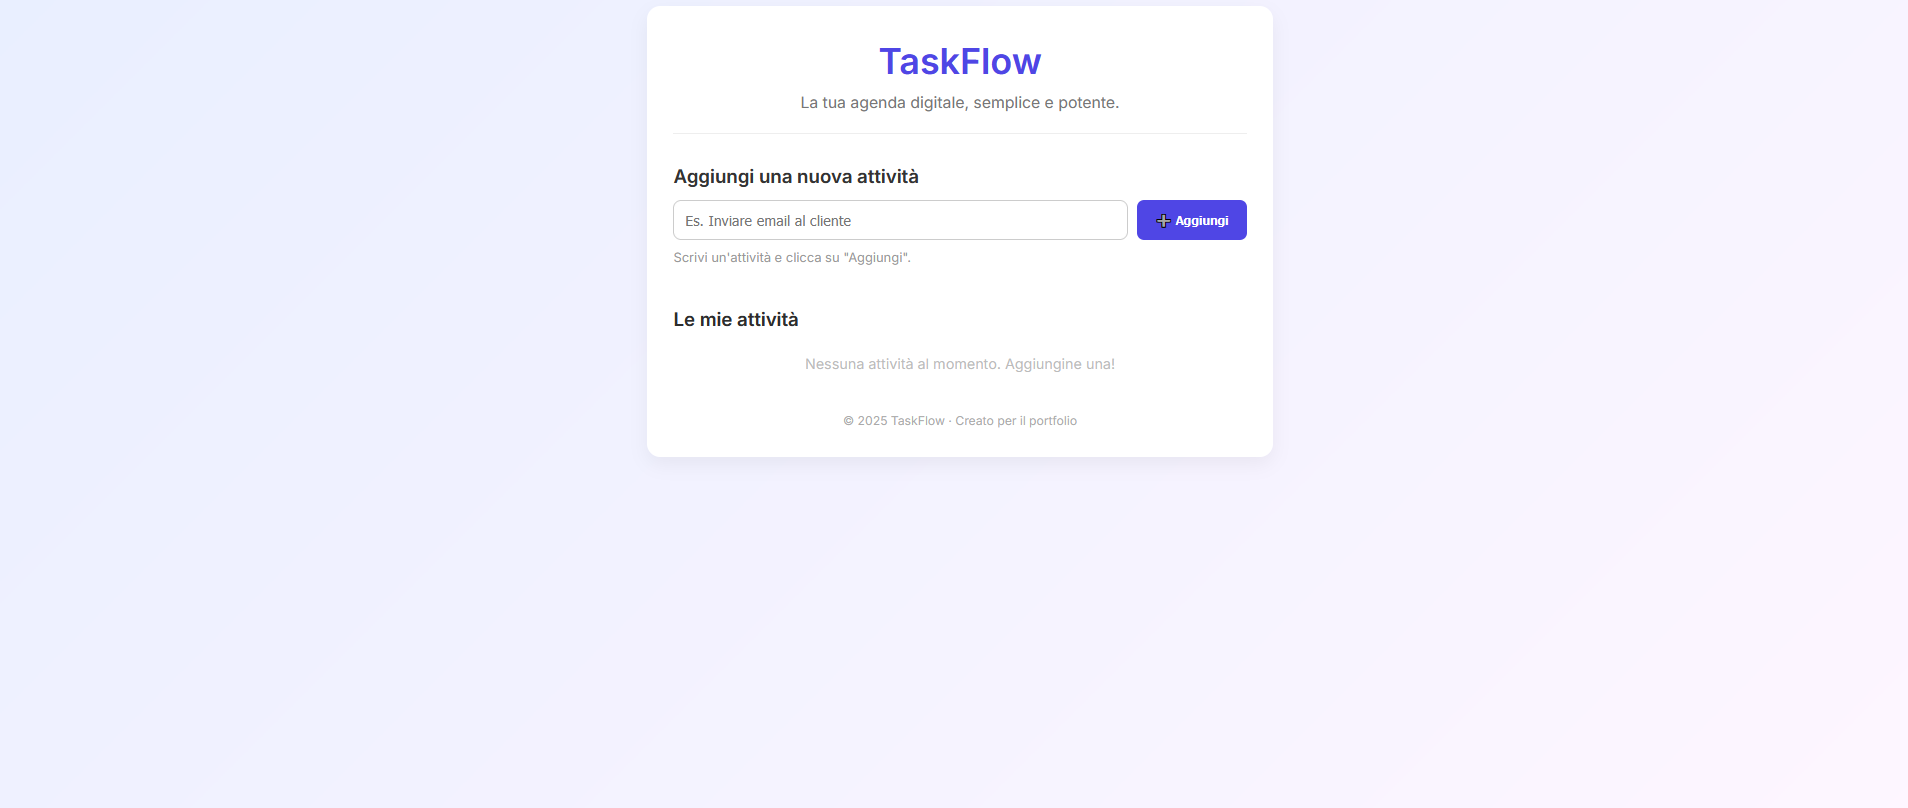 TaskFlow
La tua agenda digitale, semplice e potente.
Aggiungi una nuova attività
Es. Inviare email al cliente
➕ Aggiungi
Scrivi un'attività e clicca su "Aggiungi".
Le mie attività
Nessuna attività al momento. Aggiungine una!
© 2025 TaskFlow · Creato per il portfolio